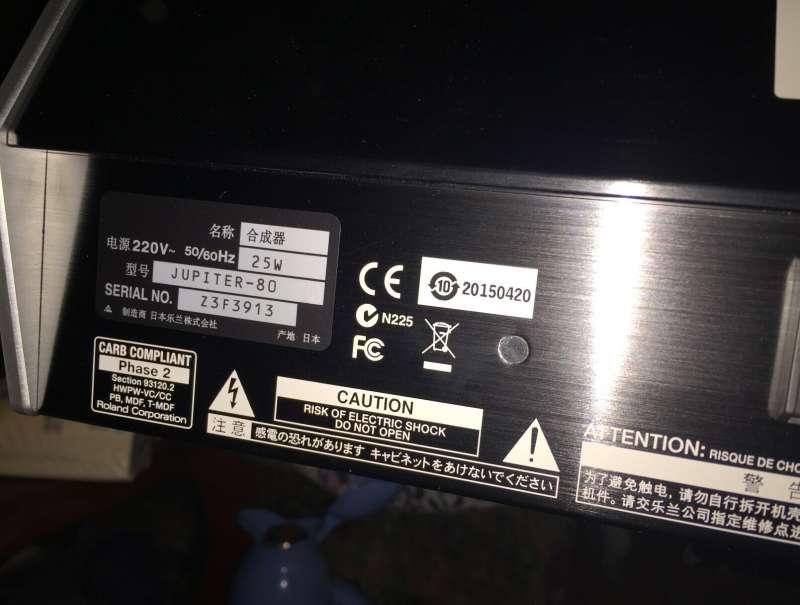 名称 合成器
电源 220V~ 50/60Hz 25W
型号 JUPITER-80
SERIAL NO. Z3F3913
制造商 日本乐兰株式会社 产地 日本
CE
10 20150420
N225
FC
CARB COMPLIANT
Phase 2
Section 93120.2
HWPW-VC/CC
PB, MDF, T-MDF
Roland Corporation
CAUTION
RISK OF ELECTRIC SHOCK
DO NOT OPEN
注意 感電の恐れがあります キャビネットをあけないでください
ATTENTION: RISQUE DE CHO
警告
为了避免触电，请勿自行拆开机壳
机件。请交乐兰公司指定维修点进